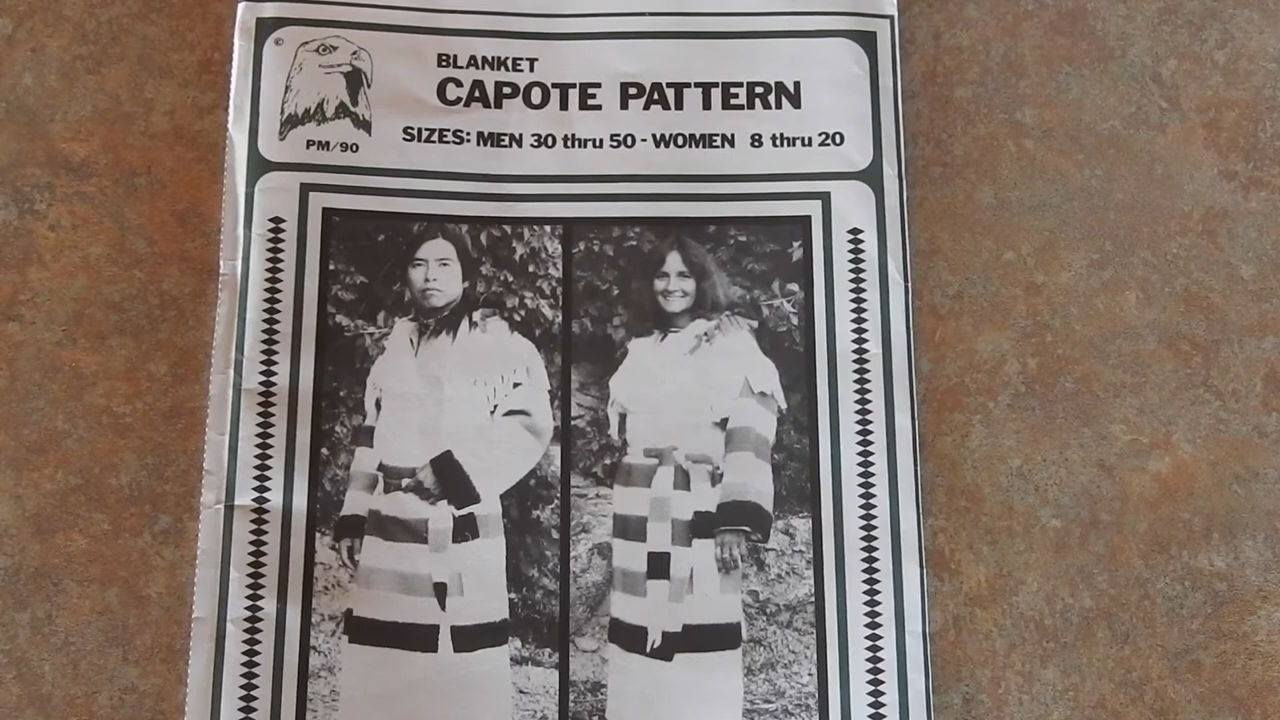 ©
BLANKET
CAPOTE PATTERN
PM/90
SIZES: MEN 30 thru 50 - WOMEN 8 thru 20